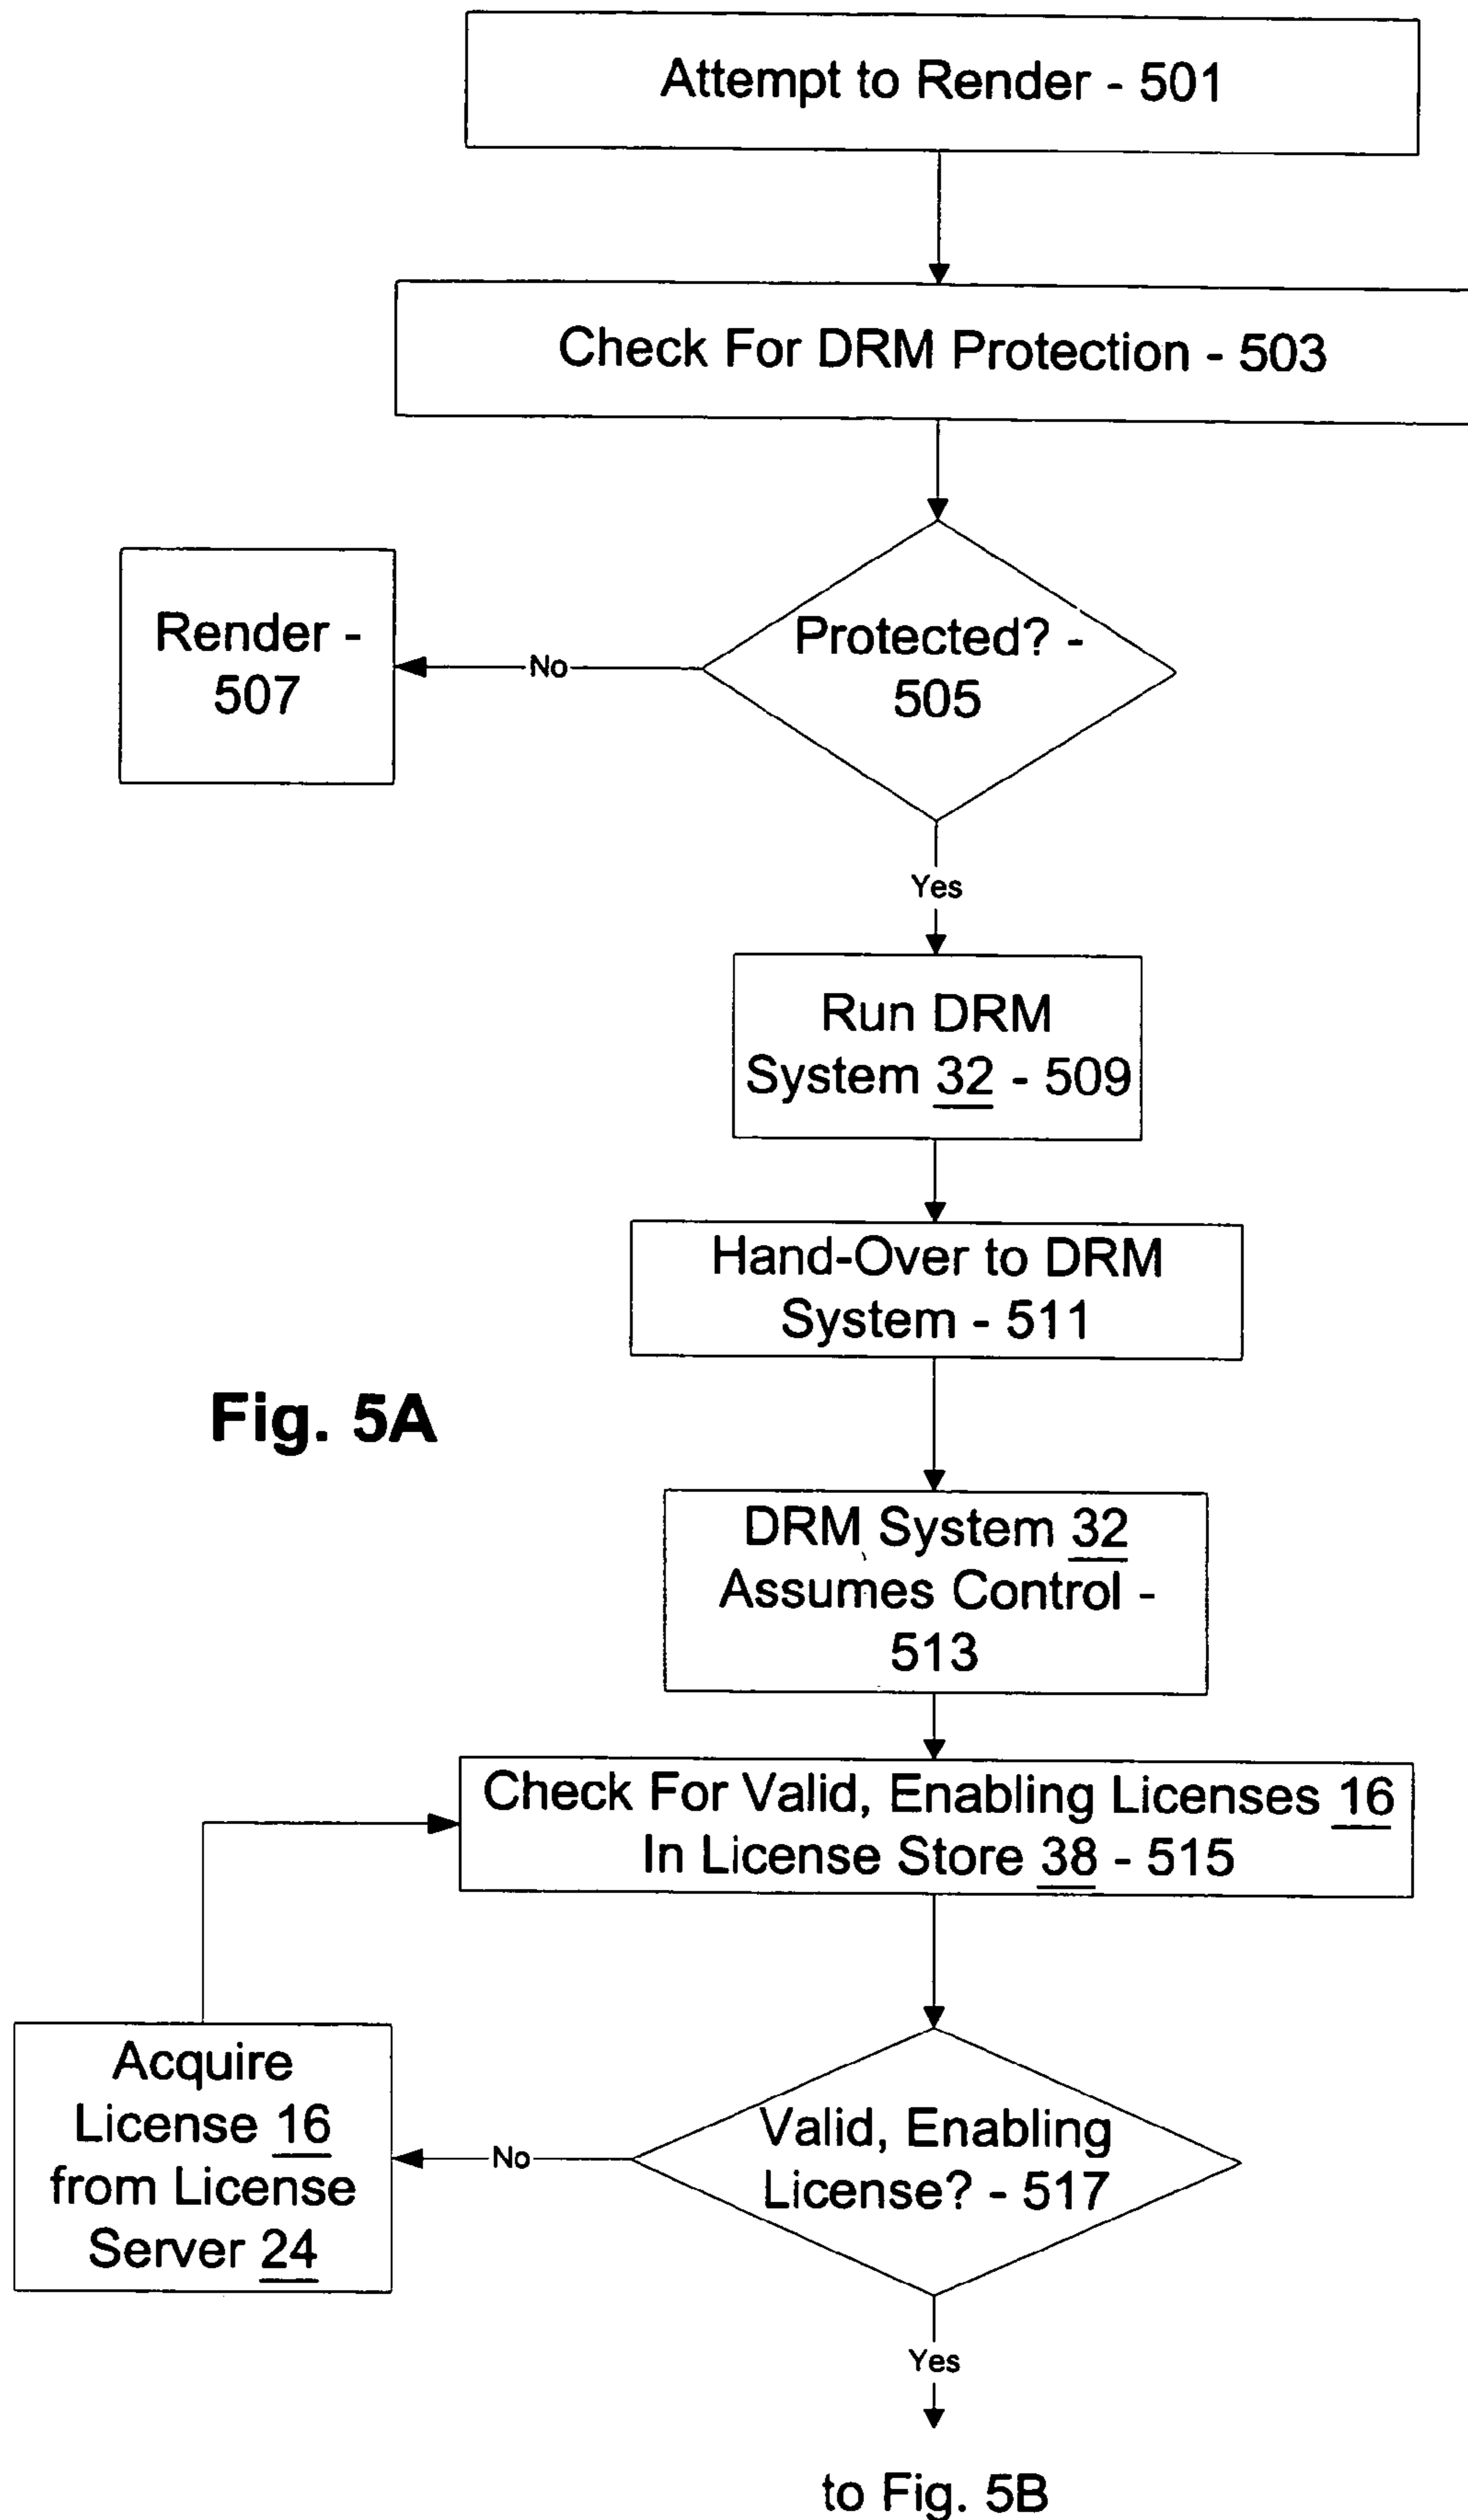 Attempt to Render - 501
Check For DRM Protection - 503
Protected? -
505
No
Render -
507
Yes
Run DRM
System 32 - 509
Hand-Over to DRM
System - 511
Fig. 5A
DRM System 32
Assumes Control -
513
Check For Valid, Enabling Licenses 16
In License Store 38 - 515
Valid, Enabling
License? - 517
No
Acquire
License 16
from License
Server 24
Yes
to Fig. 5B